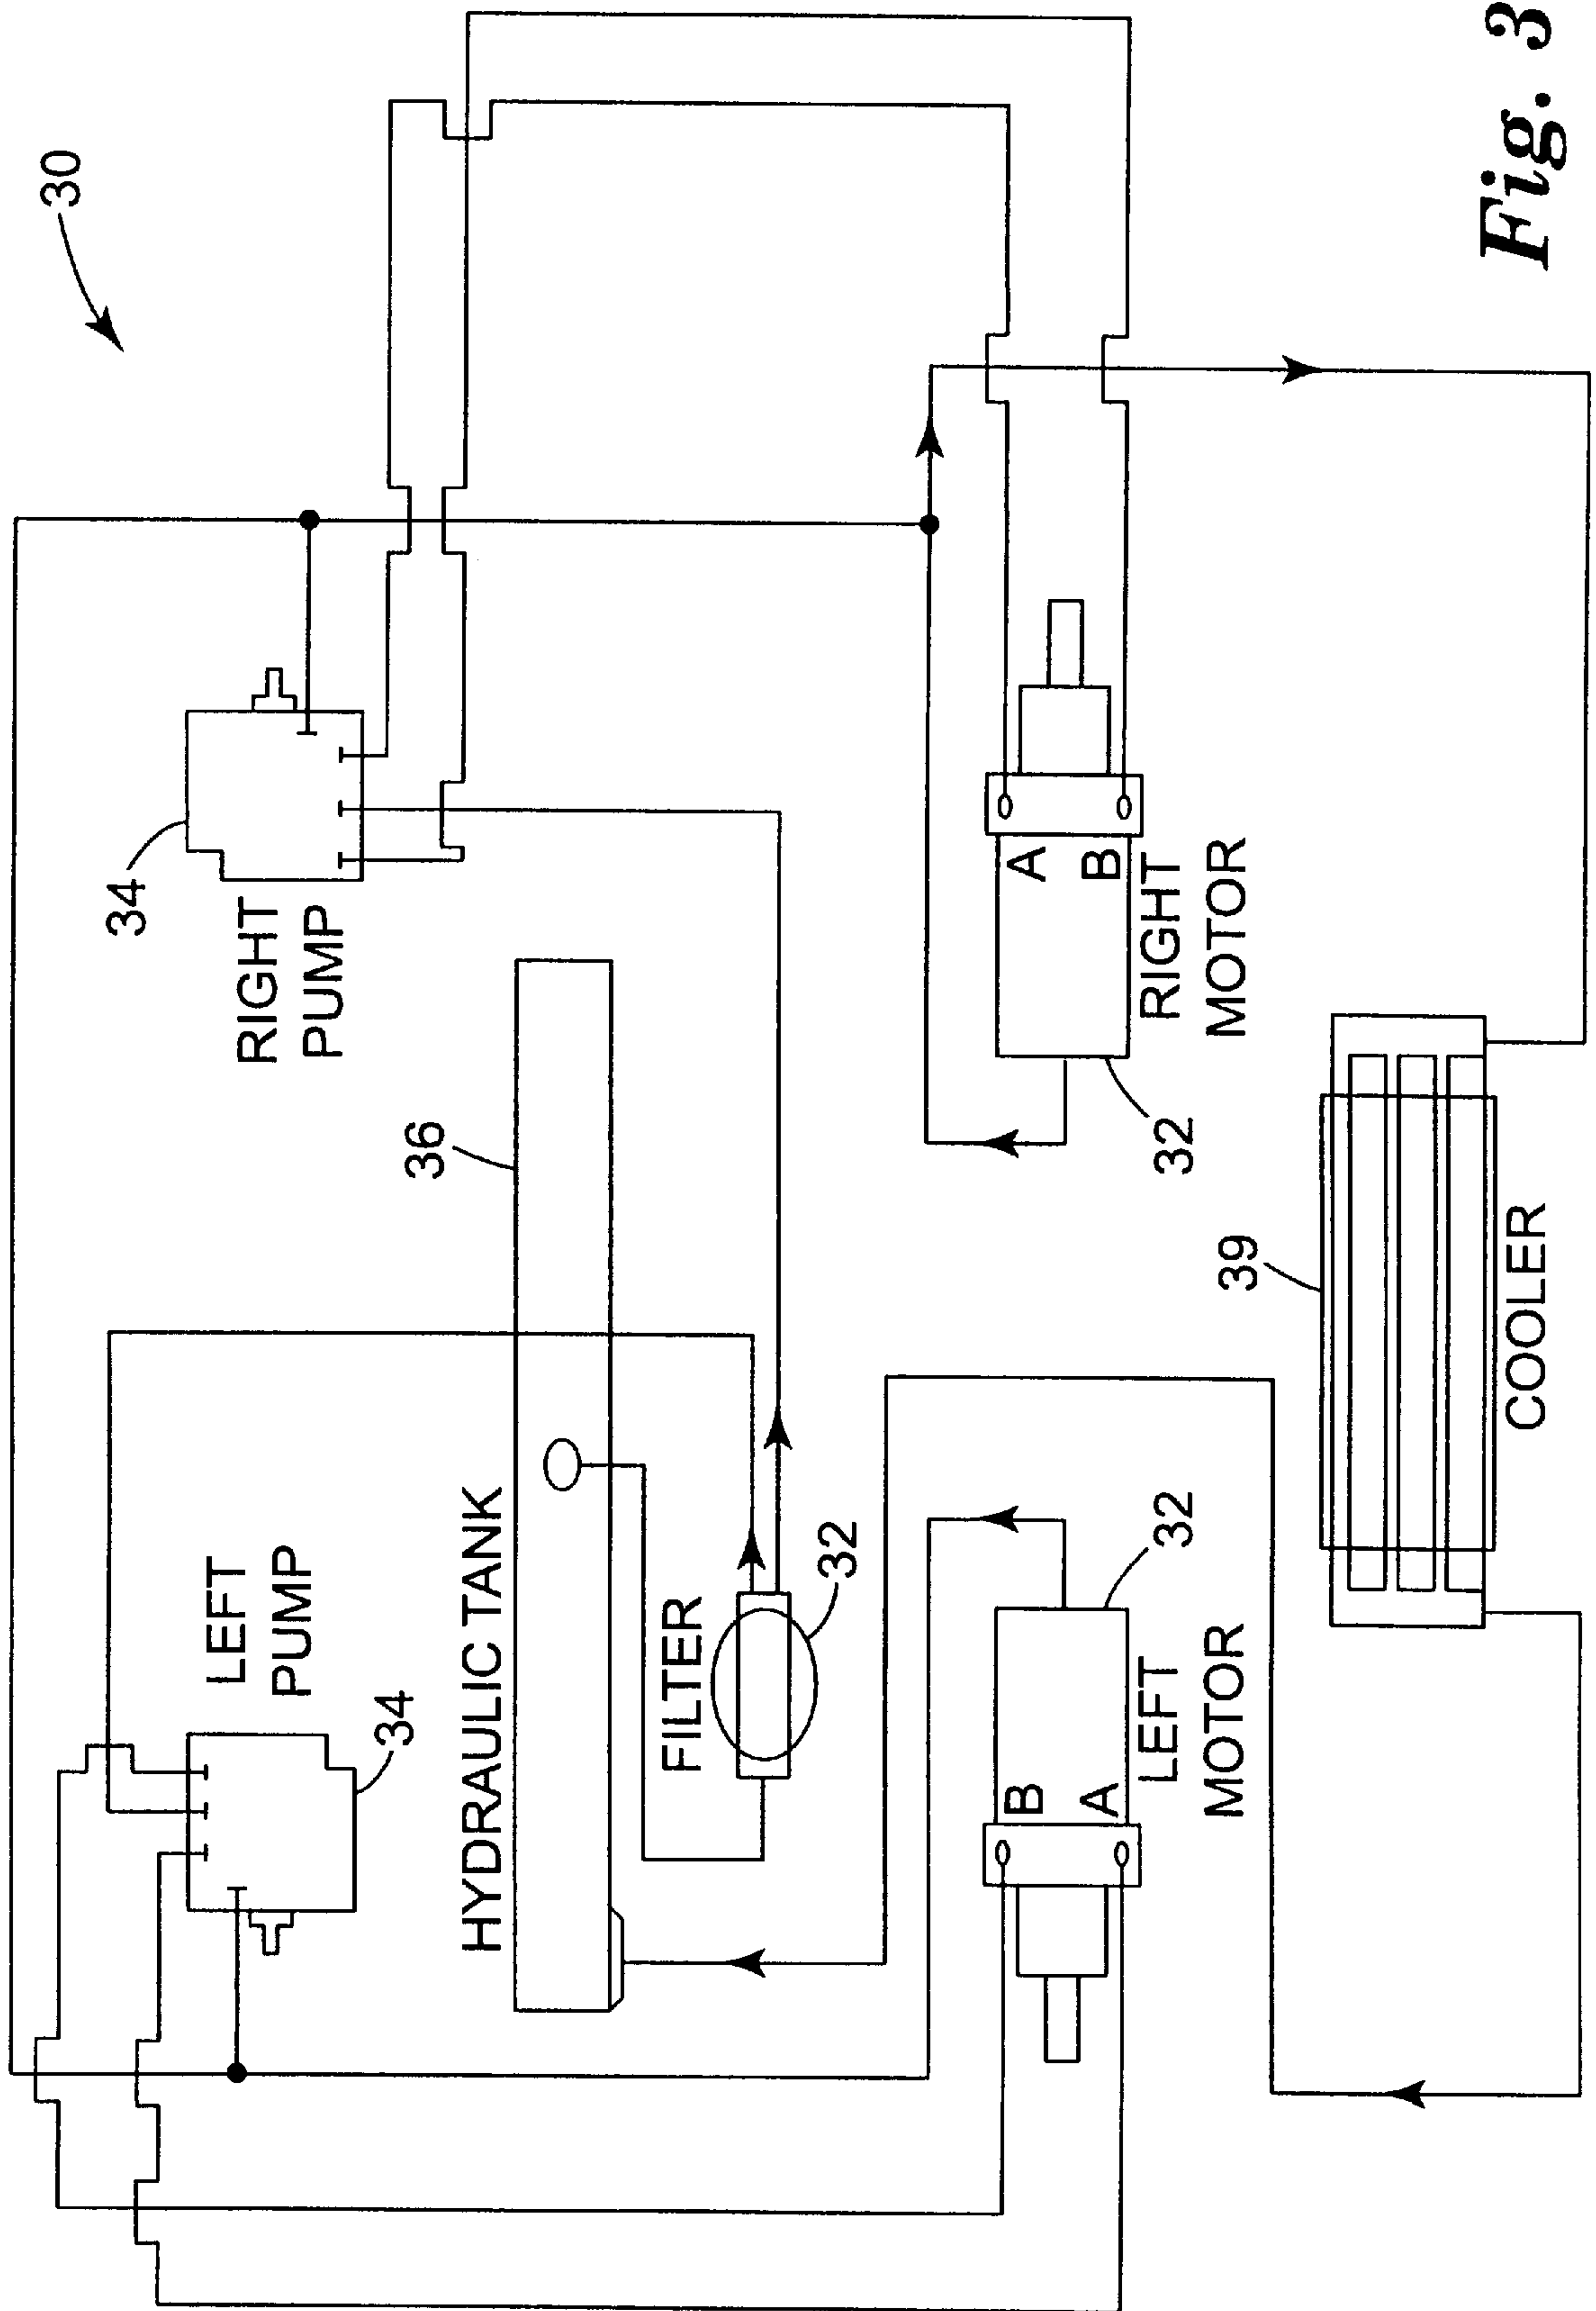 30
34
RIGHT
PUMP
LEFT
PUMP
34
36
HYDRAULIC TANK
FILTER
32
A
B
RIGHT
MOTOR
32
B
A
LEFT
MOTOR
32
39
COOLER
Fig. 3